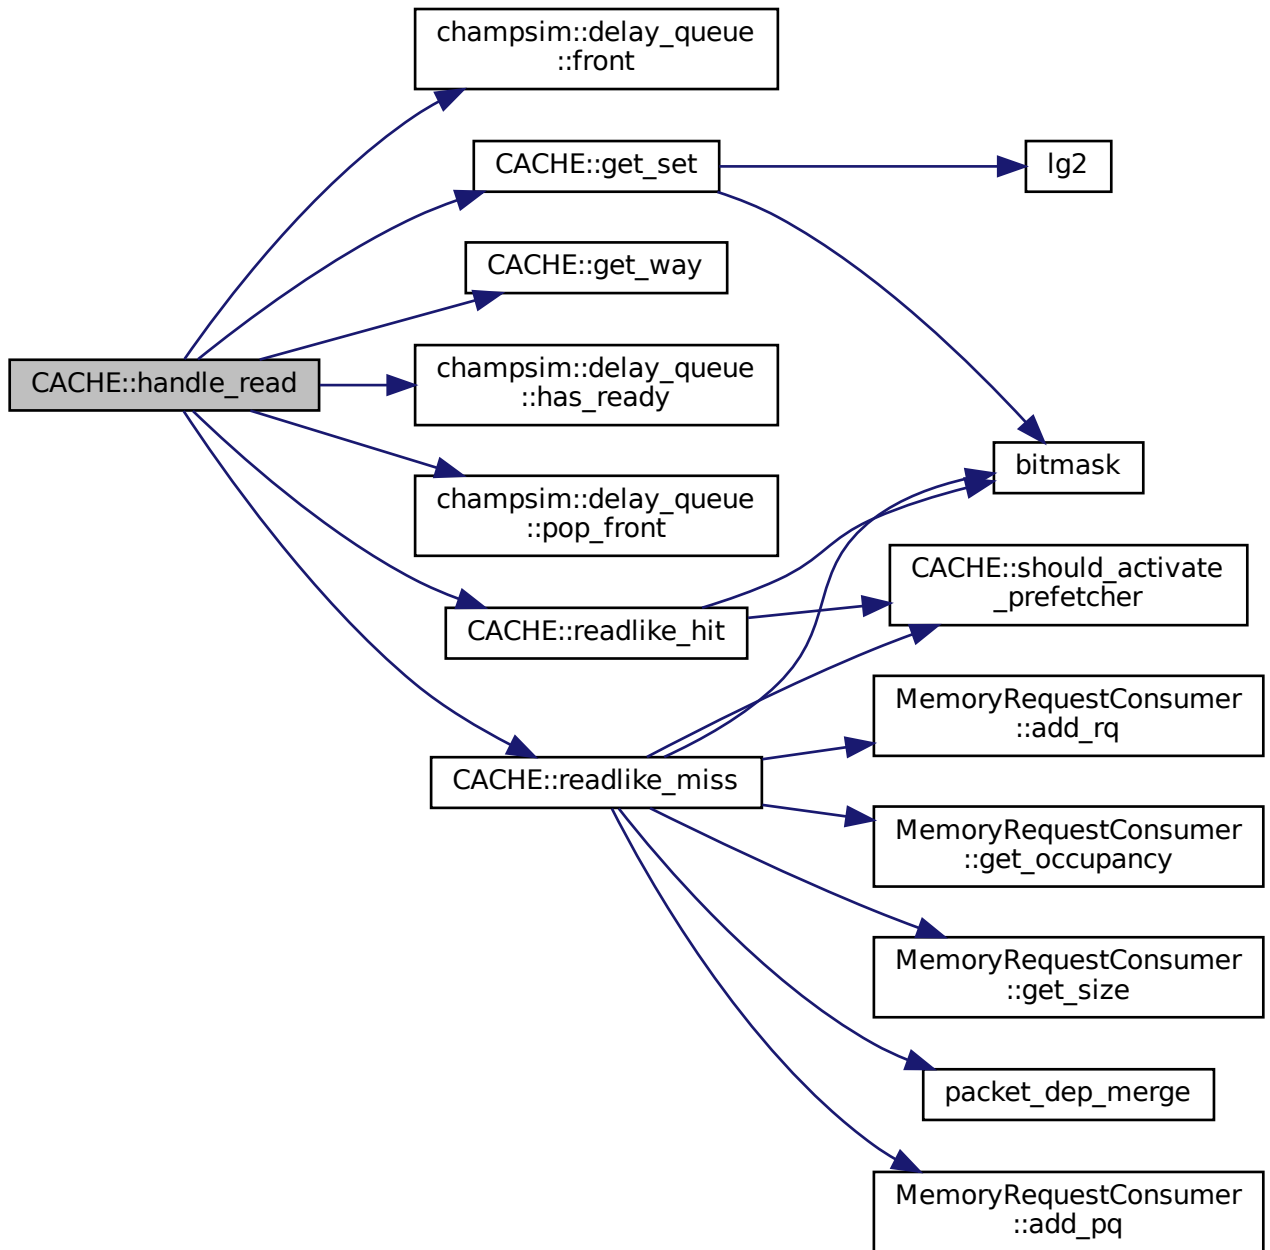 champsim::delay_queue
::front
CACHE::get_set
lg2
CACHE::get_way
champsim::delay_queue
::has_ready
CACHE::handle_read
bitmask
champsim::delay_queue
::pop_front
CACHE::should_activate
_prefetcher
CACHE::readlike_hit
MemoryRequestConsumer
::add_rq
CACHE::readlike_miss
MemoryRequestConsumer
::get_occupancy
MemoryRequestConsumer
::get_size
packet_dep_merge
MemoryRequestConsumer
::add_pq